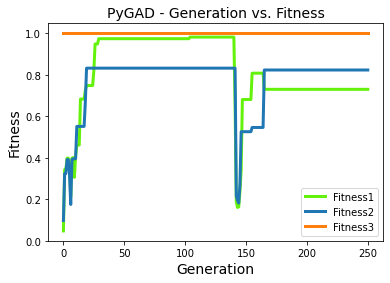 PyGAD - Generation vs. Fitness
Fitness
1.0
0.8
0.6
0.4
0.2
0.0
0 50 100 150 200 250
Generation
Fitness1
Fitness2
Fitness3